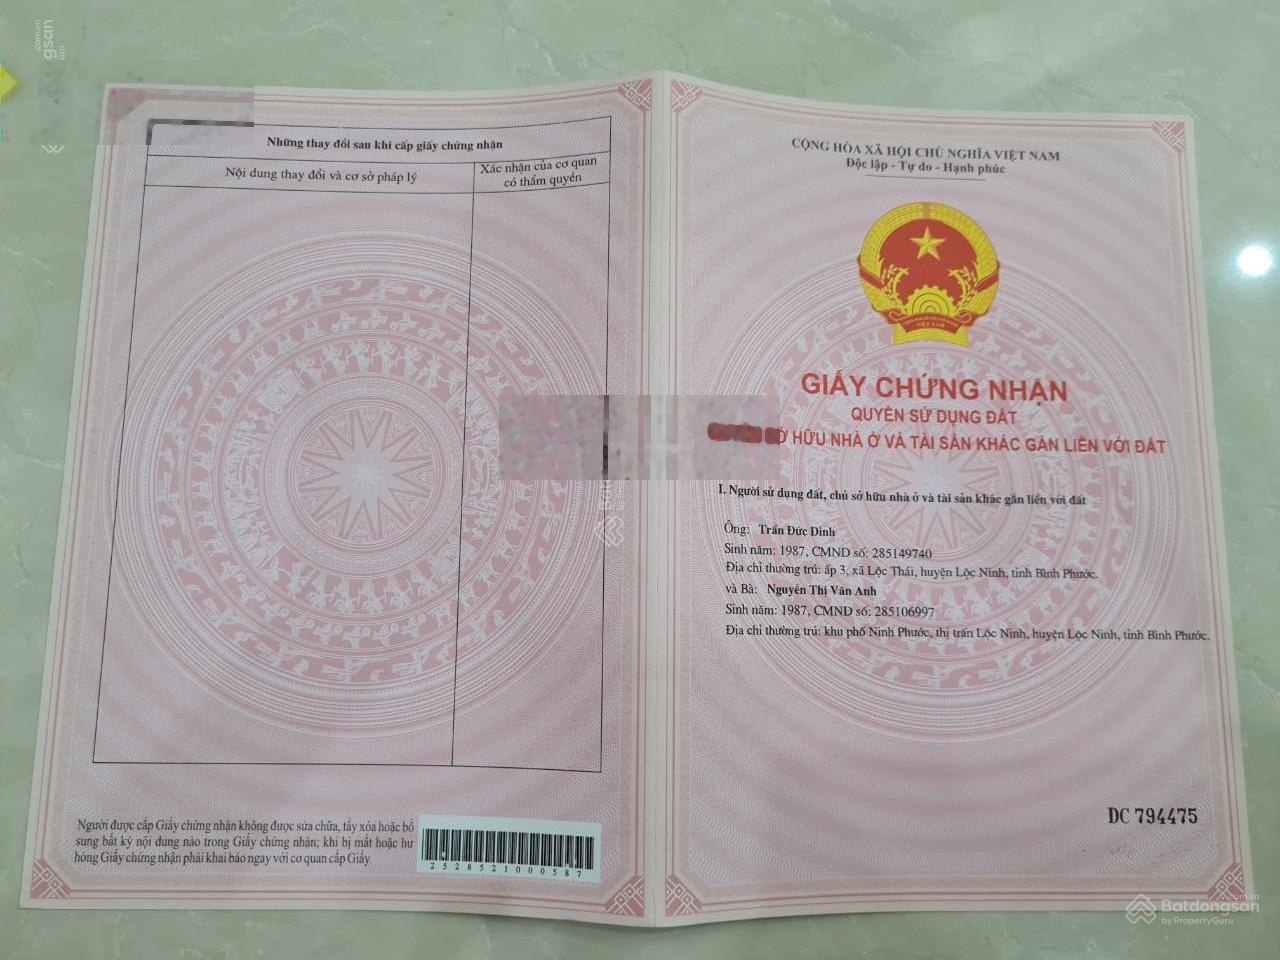 Những thay đổi sau khi cấp giấy chứng nhận
Nội dung thay đổi và cơ sở pháp lý
Xác nhận của cơ quan
có thẩm quyền
Người được cấp Giấy chứng nhận không được sửa chữa, tẩy xóa hoặc bổ
sung bất kỳ nội dung nào trong Giấy chứng nhận; khi bị mất hoặc hư
hỏng Giấy chứng nhận phải khai báo ngay với cơ quan cấp Giấy.
2528521000587
CỘNG HÒA XÃ HỘI CHỦ NGHĨA VIỆT NAM
Độc lập - Tự do - Hạnh phúc
VIỆT NAM
GIẤY CHỨNG NHẬN
QUYỀN SỬ DỤNG ĐẤT
Ở HỮU NHÀ Ở VÀ TÀI SẢN KHÁC GẮN LIỀN VỚI ĐẤT
I. Người sử dụng đất, chủ sở hữu nhà ở và tài sản khác gắn liền với đất
Ông: Trần Đức Dinh
Sinh năm: 1987, CMND số: 285149740
Địa chỉ thường trú: ấp 3, xã Lộc Thái, huyện Lộc Ninh, tỉnh Bình Phước.
và Bà: Nguyễn Thị Vân Anh
Sinh năm: 1987, CMND số: 285106997
Địa chỉ thường trú: khu phố Ninh Phước, thị trấn Lộc Ninh, huyện Lộc Ninh, tỉnh Bình Phước.
DC 794475
Batdongsan
.com.vn
by PropertyGuru